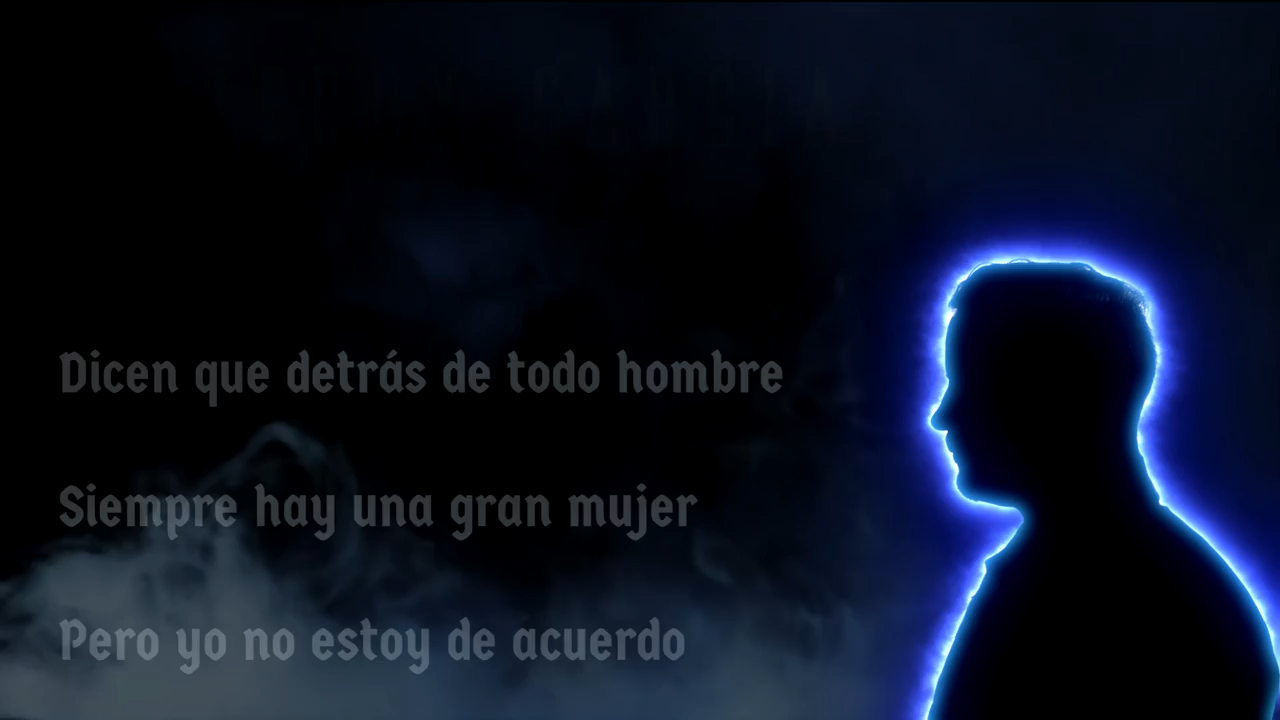 Dicen que detrás de todo hombre
Siempre hay una gran mujer
Pero yo no estoy de acuerdo